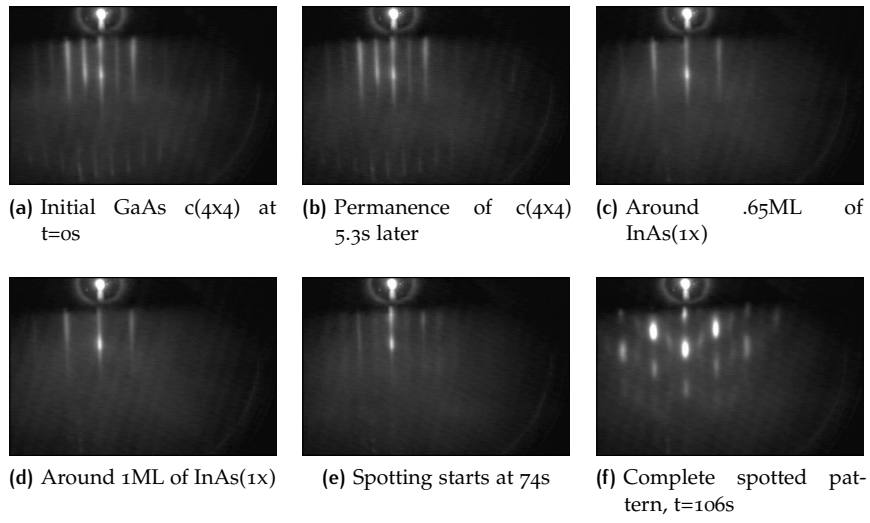 (a) Initial GaAs c(4x4) at
t=0s
(b) Permanence of c(4x4)
5.3s later
(c) Around .65ML of
InAs(1x)
(d) Around 1ML of InAs(1x)
(e) Spotting starts at 74s
(f) Complete spotted pat-
tern, t=106s